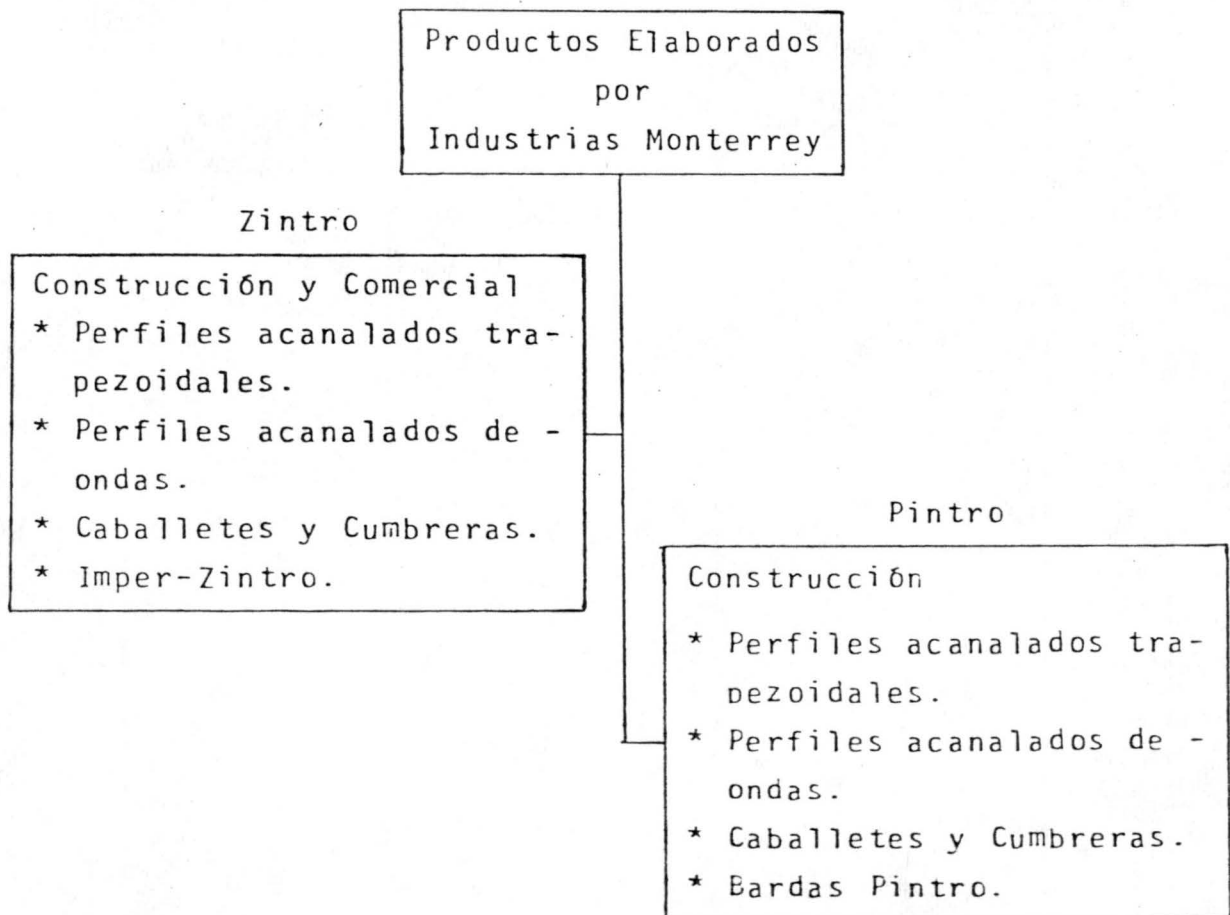 Productos Elaborados
por
Industrias Monterrey
Zintro
Construcción y Comercial
* Perfiles acanalados tra-
pezoidales.
* Perfiles acanalados de -
ondas.
* Caballetes y Cumbreras.
* Imper-Zintro.
Pintro
Construcción
* Perfiles acanalados tra-
pezoidales.
* Perfiles acanalados de -
ondas.
* Caballetes y Cumbreras.
* Bardas Pintro.